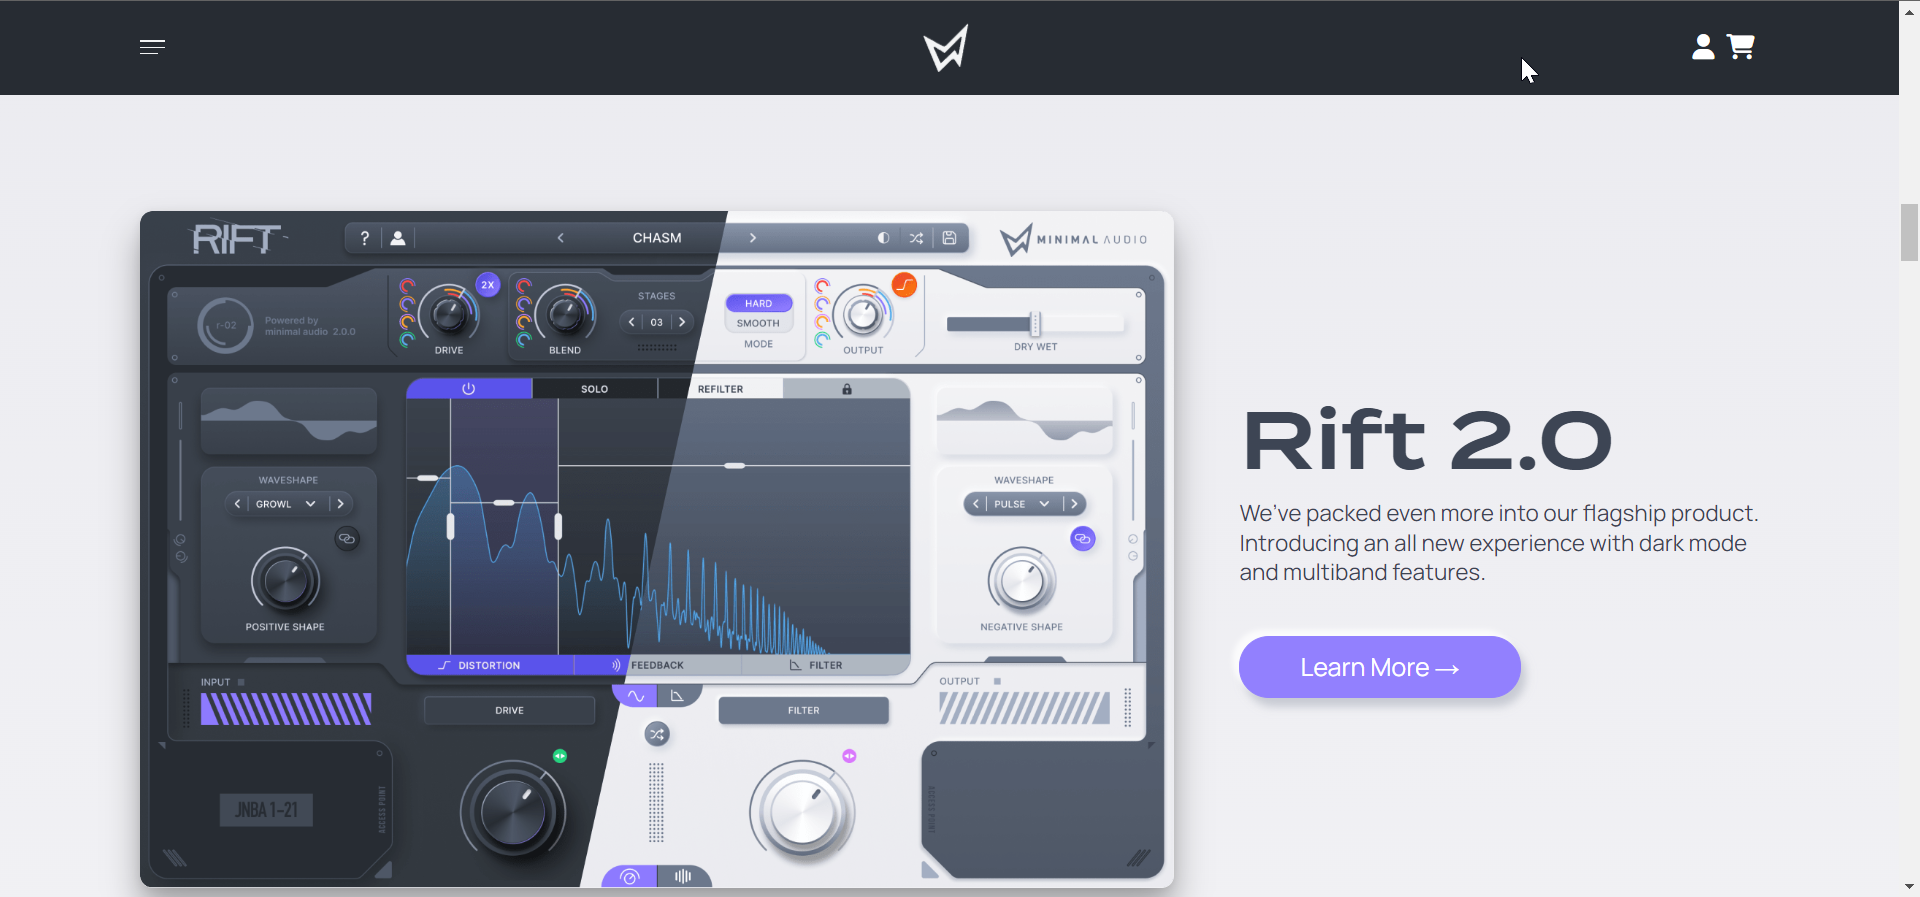 RIFT
?
CHASM
MINIMAL AUDIO
r-02
Powered by
minimal audio 2.0.0
2X
DRIVE
BLEND
STAGES
03
HARD
SMOOTH
MODE
OUTPUT
DRY WET
SOLO
REFILTER
WAVESHAPE
GROWL
POSITIVE SHAPE
WAVESHAPE
PULSE
NEGATIVE SHAPE
DISTORTION
FEEDBACK
FILTER
INPUT
DRIVE
FILTER
OUTPUT
JNBA 1-21
ACCESS POINT
ACCESS POINT
Rift 2.0
We've packed even more into our flagship product.
Introducing an all new experience with dark mode
and multiband features.
Learn More →